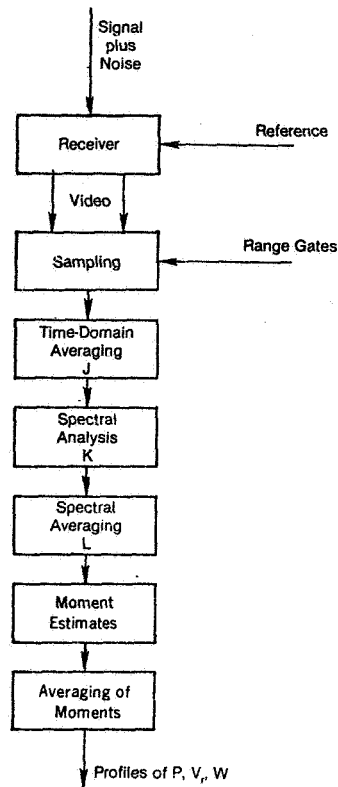 Signal
plus
Noise
Receiver
Reference
Video
Sampling
Range Gates
Time-Domain
Averaging
J
Spectral
Analysis
K
Spectral
Averaging
L
Moment
Estimates
Averaging of
Moments
Profiles of P, Vr, W